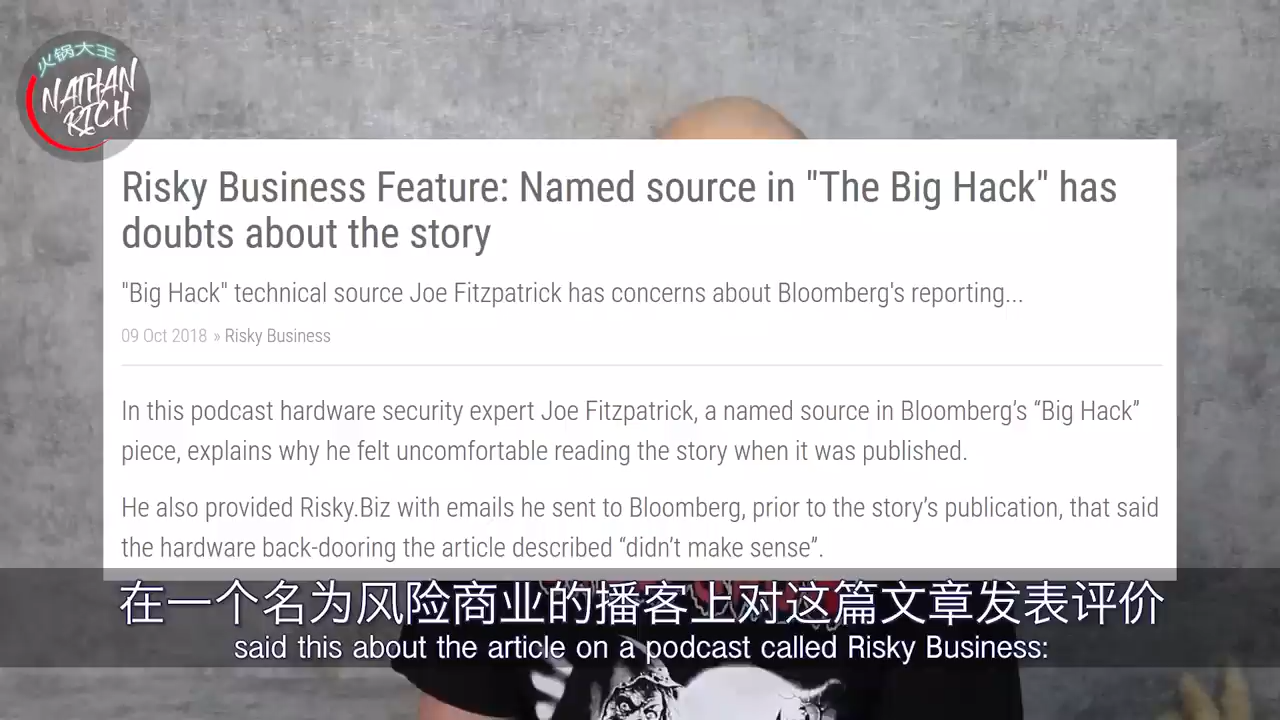 火锅大王
NATHAN
RICH
Risky Business Feature: Named source in "The Big Hack" has
doubts about the story
"Big Hack" technical source Joe Fitzpatrick has concerns about Bloomberg's reporting...
09 Oct 2018 » Risky Business
In this podcast hardware security expert Joe Fitzpatrick, a named source in Bloomberg’s “Big Hack”
piece, explains why he felt uncomfortable reading the story when it was published.
He also provided Risky.Biz with emails he sent to Bloomberg, prior to the story’s publication, that said
the hardware back-dooring the article described “didn’t make sense”.
在一个名为风险商业的播客上对这篇文章发表评价
said this about the article on a podcast called Risky Business: